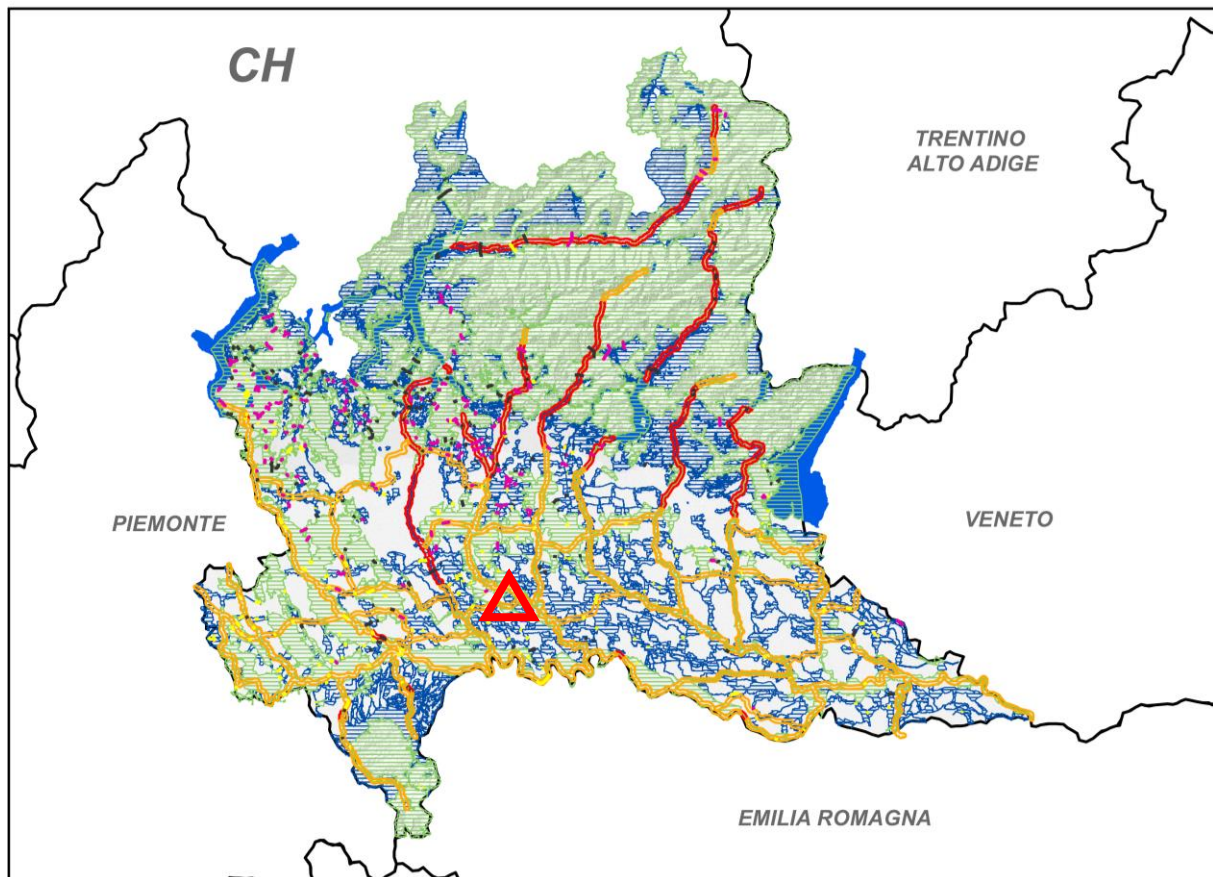 CH
TRENTINO
ALTO ADIGE
PIEMONTE
VENETO
EMILIA ROMAGNA